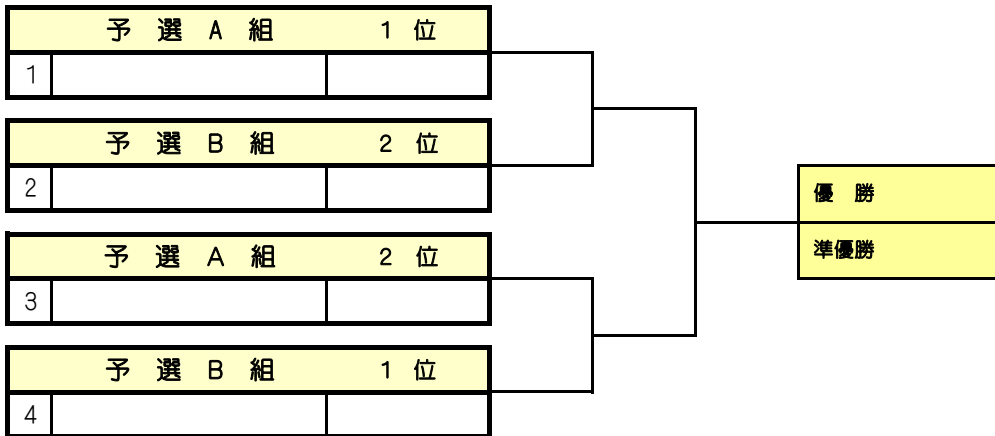 予 選 A 組 1 位
1
予 選 B 組 2 位
2
優 勝
予 選 A 組 2 位
準優勝
3
予 選 B 組 1 位
4